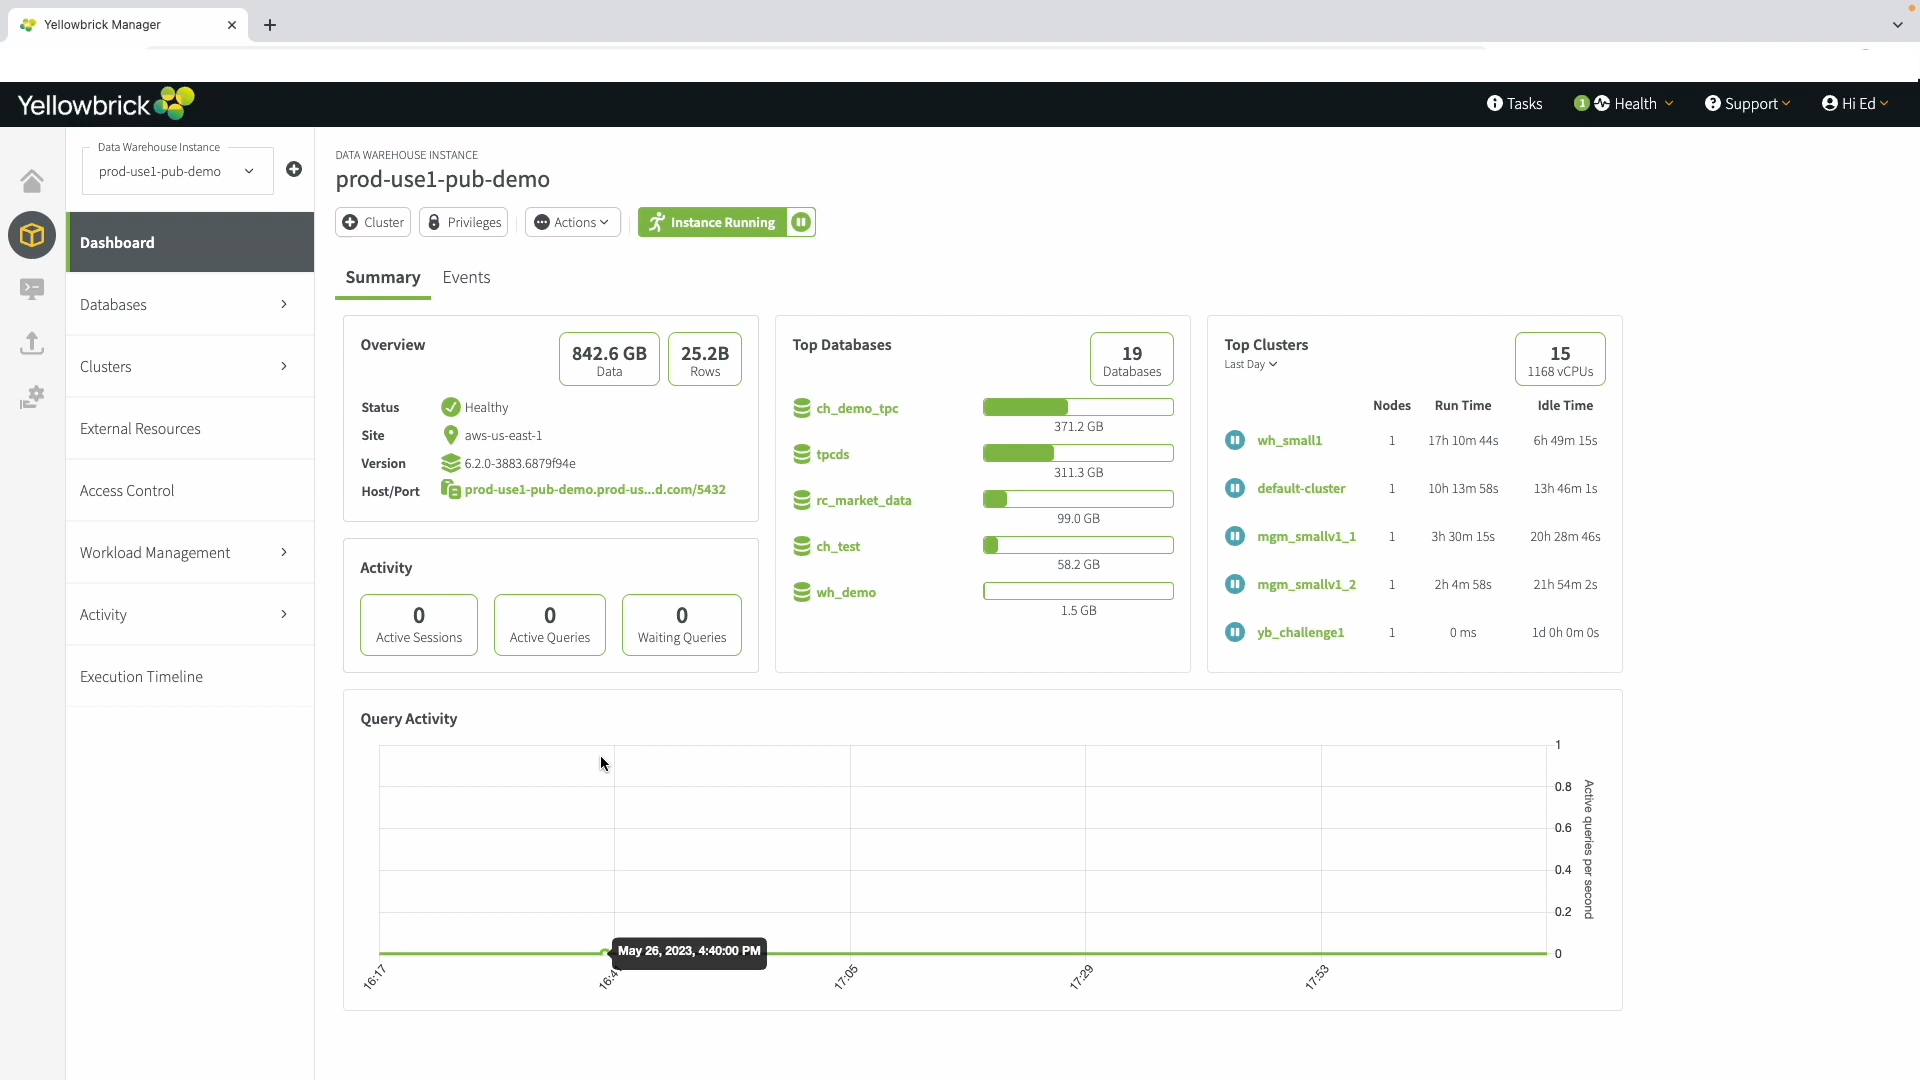 Yellowbrick Manager
Yellowbrick
Tasks
1 Health
Support
Hi Ed
Data Warehouse Instance
prod-use1-pub-demo
Dashboard
Databases
Clusters
External Resources
Access Control
Workload Management
Activity
Execution Timeline
DATA WAREHOUSE INSTANCE
prod-use1-pub-demo
Cluster
Privileges
Actions
Instance Running
Summary
Events
Overview
842.6 GB
Data
25.2B
Rows
Status Healthy
Site aws-us-east-1
Version 6.2.0-3883.6879f94e
Host/Port prod-use1-pub-demo.prod-us...d.com/5432
Activity
0
Active Sessions
0
Active Queries
0
Waiting Queries
Top Databases
19
Databases
ch_demo_tpc
371.2 GB
tpcds
311.3 GB
rc_market_data
99.0 GB
ch_test
58.2 GB
wh_demo
1.5 GB
Top Clusters
Last Day
15
1168 vCPUs
Nodes Run Time Idle Time
wh_small1 1 17h 10m 44s 6h 49m 15s
default-cluster 1 10h 13m 58s 13h 46m 1s
mgm_smallv1_1 1 3h 30m 15s 20h 28m 46s
mgm_smallv1_2 1 2h 4m 58s 21h 54m 2s
yb_challenge1 1 0 ms 1d 0h 0m 0s
Query Activity
1
0.8
0.6
0.4
0.2
0
Active queries per second
May 26, 2023, 4:40:00 PM
16:17
17:05
17:29
17:53